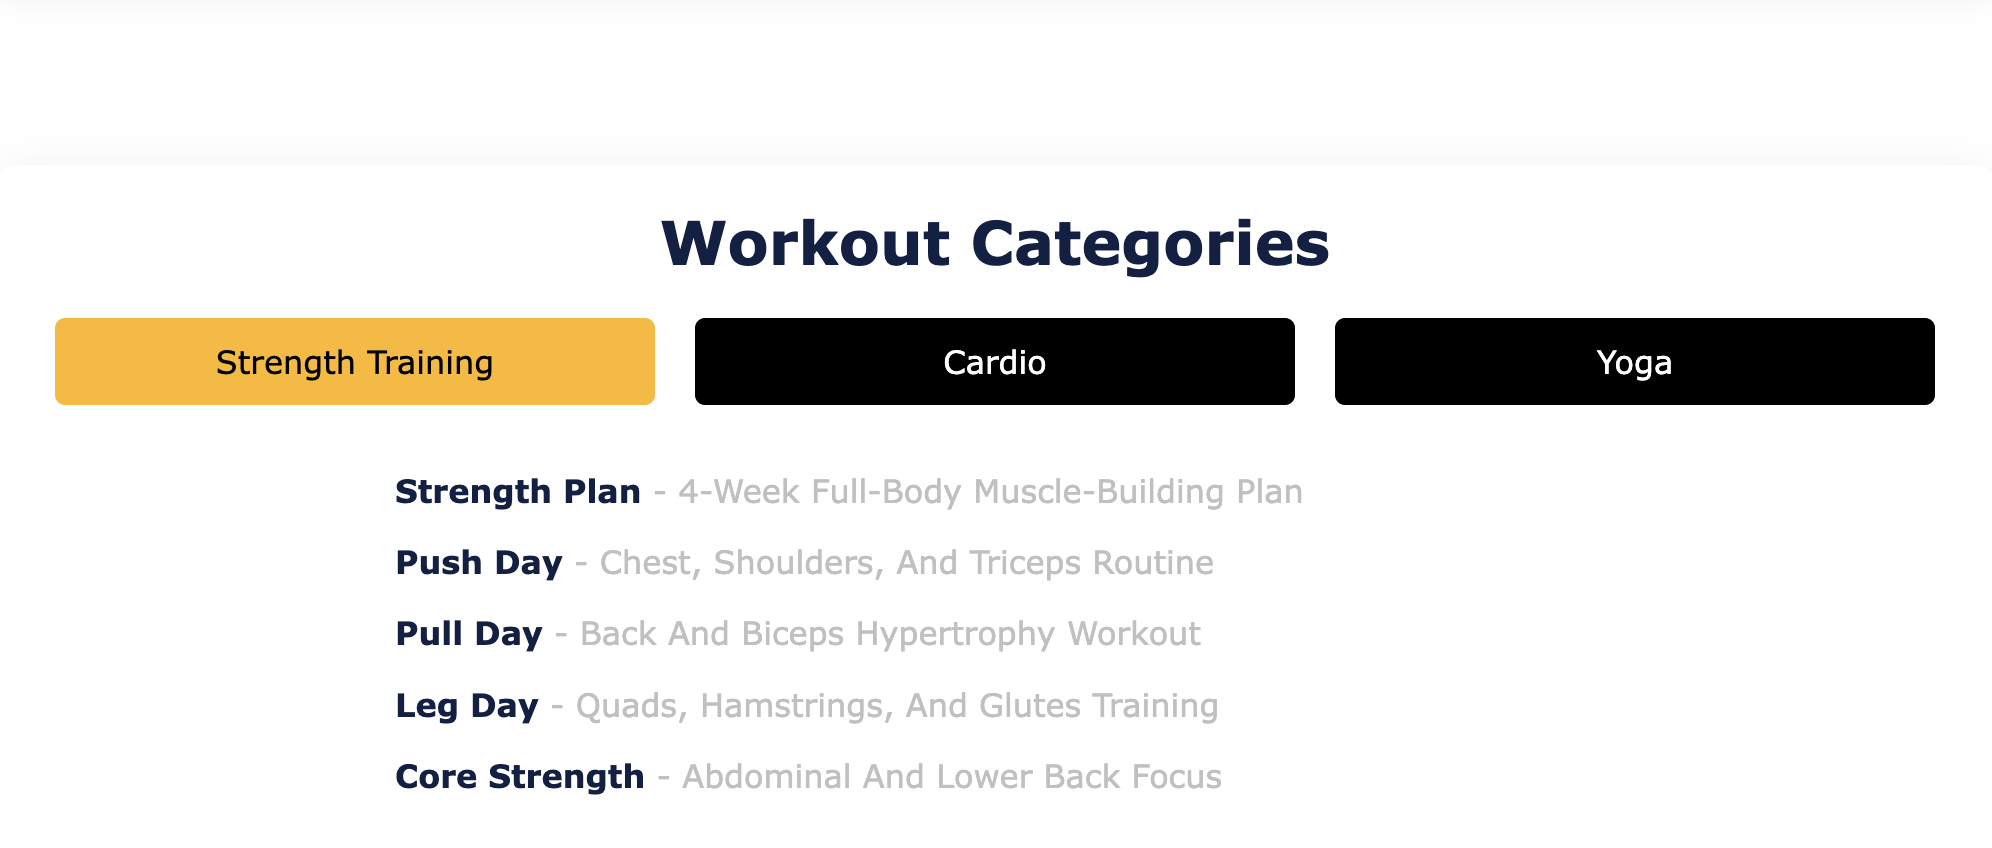 Workout Categories
Strength Training
Cardio
Yoga
Strength Plan - 4-Week Full-Body Muscle-Building Plan
Push Day - Chest, Shoulders, And Triceps Routine
Pull Day - Back And Biceps Hypertrophy Workout
Leg Day - Quads, Hamstrings, And Glutes Training
Core Strength - Abdominal And Lower Back Focus